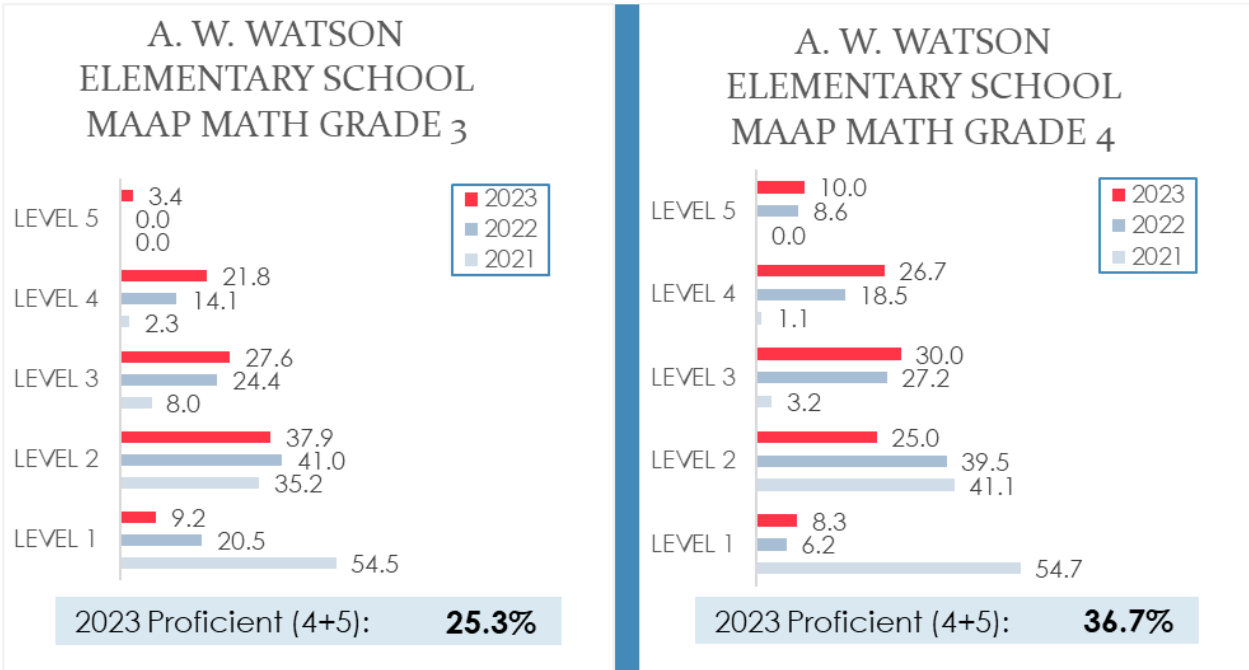 A. W. WATSON
ELEMENTARY SCHOOL
MAAP MATH GRADE 3
2023
2022
2021
LEVEL 5
3.4
0.0
0.0
LEVEL 4
21.8
14.1
2.3
LEVEL 3
27.6
24.4
8.0
LEVEL 2
37.9
41.0
35.2
LEVEL 1
9.2
20.5
54.5
2023 Proficient (4+5): 25.3%
A. W. WATSON
ELEMENTARY SCHOOL
MAAP MATH GRADE 4
2023
2022
2021
LEVEL 5
10.0
8.6
0.0
LEVEL 4
26.7
18.5
1.1
LEVEL 3
30.0
27.2
3.2
LEVEL 2
25.0
39.5
41.1
LEVEL 1
8.3
6.2
54.7
2023 Proficient (4+5): 36.7%